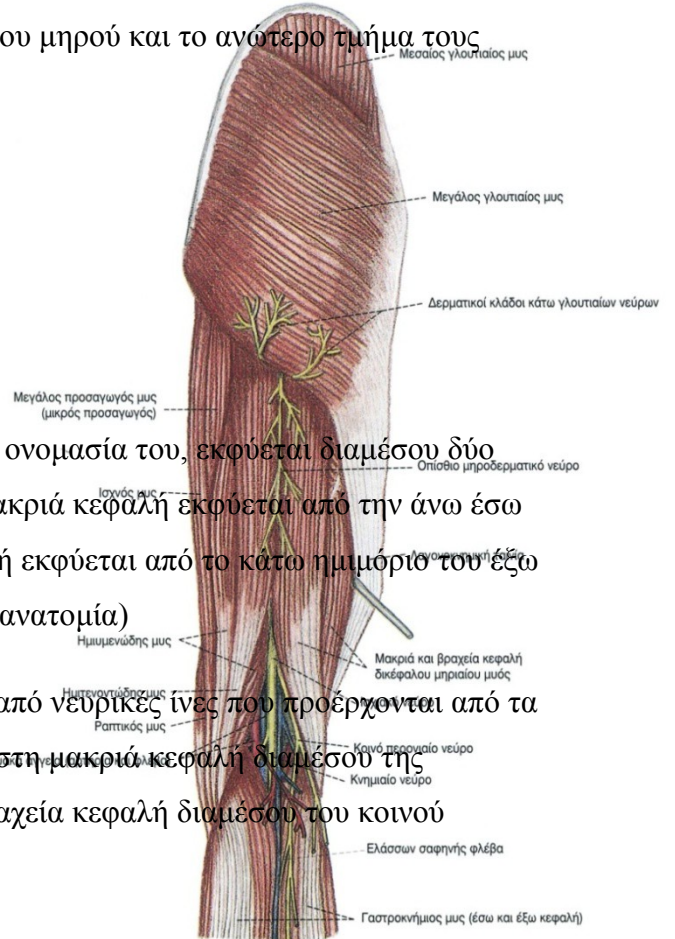 ου μηρού και το ανώτερο τμήμα τους
Μεσαίος γλουτιαίος μυς
Μεγάλος γλουτιαίος μυς
Δερματικοί κλάδοι κάτω γλουτιαίων νεύρων
Μεγάλος προσαγωγός μυς
(μικρός προσαγωγός)
ονομασία του, εκφύεται διαμέσου δύο
Οπίσθιο μηροδερματικό νεύρο
Ισχνός μυς
ακριά κεφαλή εκφύεται από την άνω έσω
ή εκφύεται από το κάτω ημιμόριο του έξω
ανατομία)
Ημιυμενώδης μυς
Μακριά και βραχεία κεφαλή
δικέφαλου μηριαίου μυός
Ημιτενοντώδης μυς
από νευρικές ίνες που προέρχονται από τα
Ραπτικός μυς
Κοινό περονιαίο νεύρο
στη μακριά κεφαλή διαμέσου της
Κνημιαίο νεύρο
αχεία κεφαλή διαμέσου του κοινού
Ελάσσων σαφηνής φλέβα
Γαστροκνήμιος μυς (έσω και έξω κεφαλή)